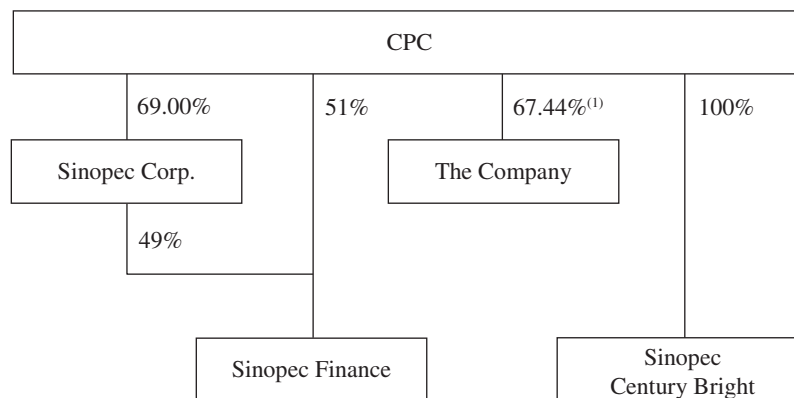 CPC
69.00%
51%
67.44%(1)
100%
Sinopec Corp.
The Company
49%
Sinopec Finance
Sinopec
Century Bright